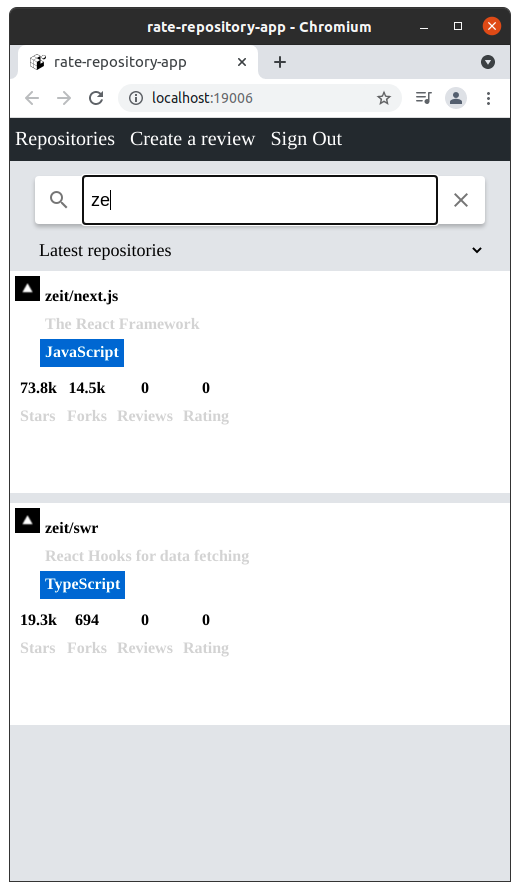 rate-repository-app - Chromium
rate-repository-app
localhost:19006
Repositories Create a review Sign Out
ze
Latest repositories
zeit/next.js
The React Framework
JavaScript
73.8k 14.5k 0 0
Stars Forks Reviews Rating
zeit/swr
React Hooks for data fetching
TypeScript
19.3k 694 0 0
Stars Forks Reviews Rating